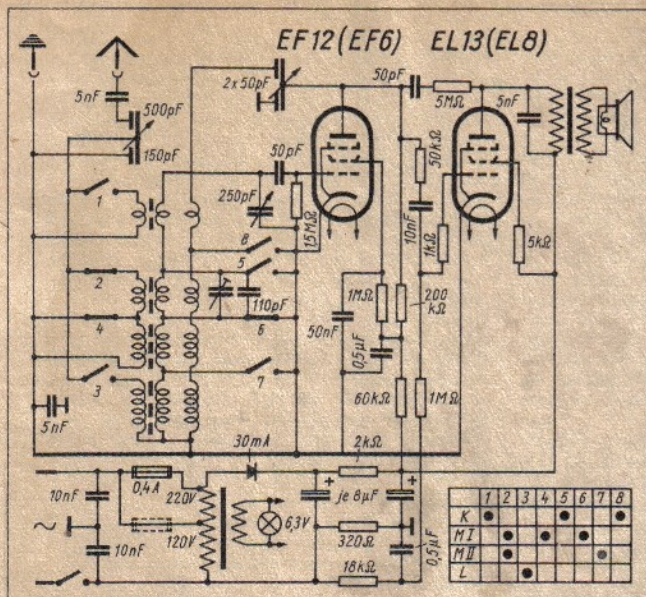 EF12 (EF6) EL13 (EL8)
5nF
500pF
150pF
2x50pF
50pF
5MΩ
5nF
50pF
250pF
1,5MΩ
50kΩ
10nF
1kΩ
5kΩ
1
2
4
3
8
5
6
7
110pF
50nF
1MΩ
0,5µF
200
kΩ
60kΩ
1MΩ
5nF
30mA
2kΩ
0,4A
10nF
10nF
~
220V
120V
6,3V
+
je 8µF
+
320Ω
18kΩ
0,5µF
1 2 3 4 5 6 7 8
K
M I
M II
L